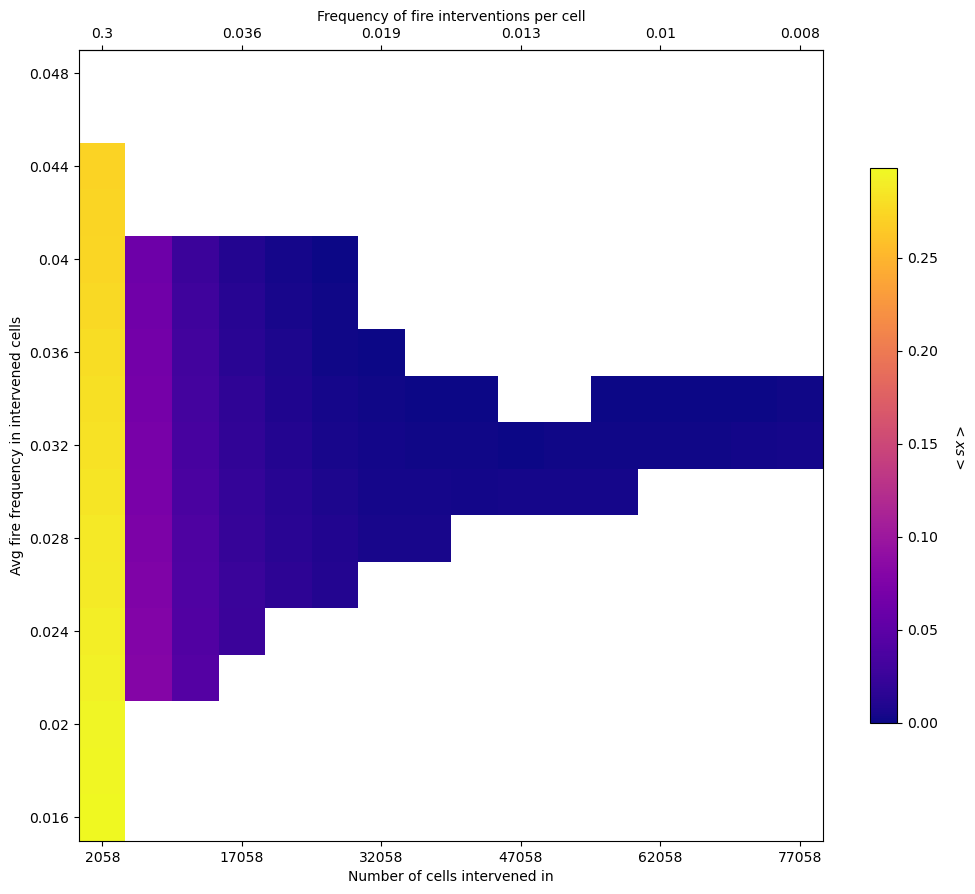 Frequency of fire interventions per cell
0.3 0.036 0.019 0.013 0.01 0.008
Avg fire frequency in intervened cells
0.048
0.044
0.04
0.036
0.032
0.028
0.024
0.02
0.016
2058 17058 32058 47058 62058 77058
Number of cells intervened in
0.25
0.20
0.15
0.10
0.05
0.00
< sx >